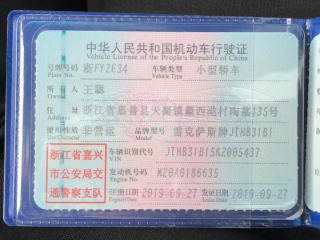 中华人民共和国机动车行驶证
Vehicle License of the People's Republic of China
号牌号码 浙FY2E34 车辆类型 小型轿车
Plate No. Vehicle Type
所有人 王璐
Owner
住址 浙江省嘉善县天凝镇蒋西港村陶墓135号
Address
使用性质 非营运 品牌型号 雷克萨斯牌JTHB31B1
Use Character Model
浙江省嘉兴
市公安局交
通警察支队
车辆识别代号 JTHB31B15K2005437
VIN
发动机号码 M20A0186635
Engine No.
注册日期 2019-09-27 发证日期 2019-09-27
Register Date Issue Date